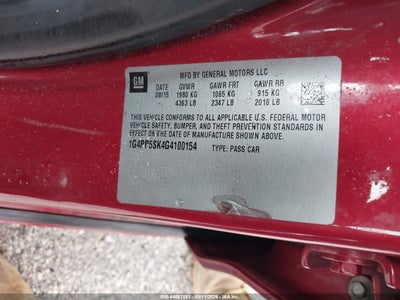 GM
MFD BY GENERAL MOTORS LLC
DATE GVWR GAWR FRT GAWR RR
08/15 1980 KG 1065 KG 915 KG
4363 LB 2347 LB 2016 LB
THIS VEHICLE CONFORMS TO ALL APPLICABLE U.S. FEDERAL MOTOR
VEHICLE SAFETY, BUMPER, AND THEFT PREVENTION STANDARDS
IN EFFECT ON THE DATE OF MANUFACTURE SHOWN ABOVE.
1G4PP5SK4G4100154 TYPE: PASS CAR